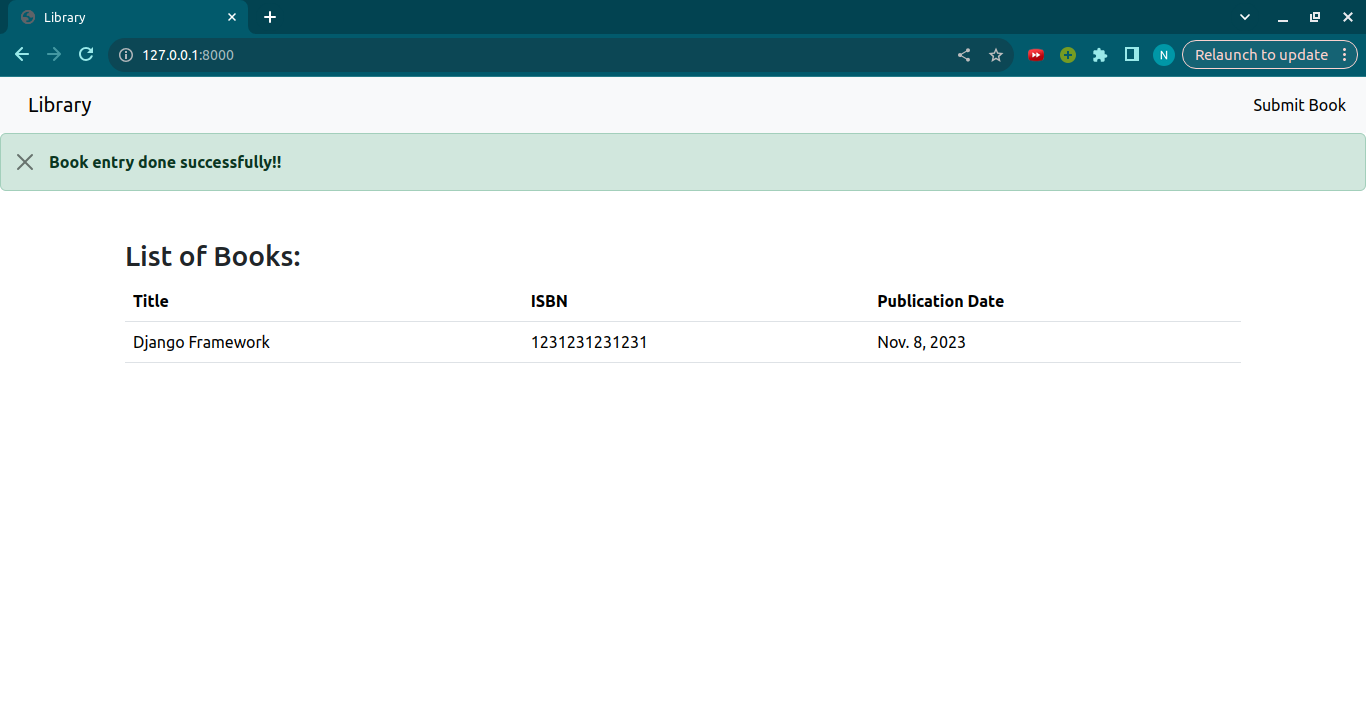 Library
127.0.0.1:8000
N
Relaunch to update
Library
Submit Book
Book entry done successfully!!
List of Books:
Title ISBN Publication Date
Django Framework 1231231231231 Nov. 8, 2023